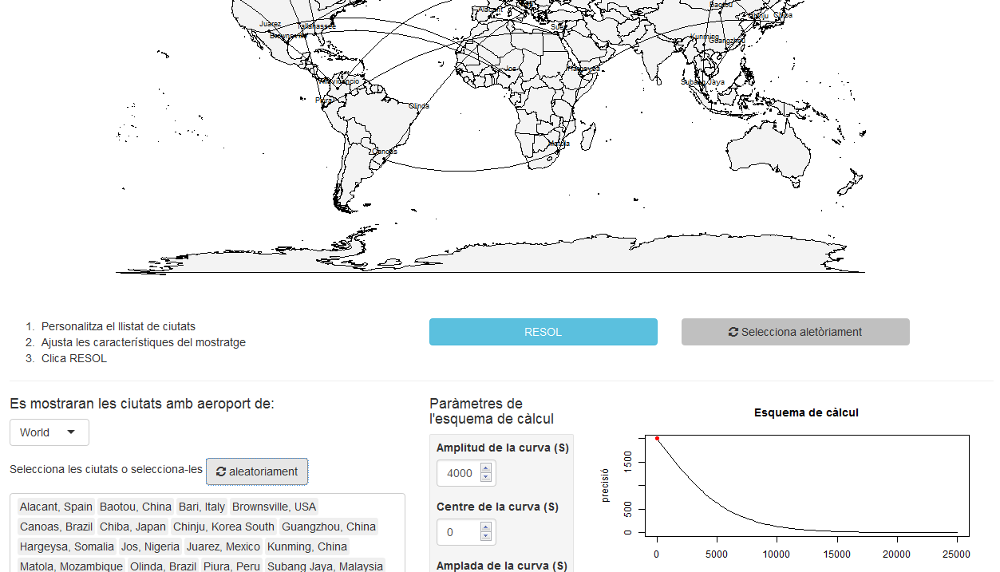 Baotou
Alacant
Chinju Chiba
Juarez
Tallahassee
Brownsville
Suez
Kunming
Guangzhou
Jos
Hargeysa
Villavicencio
Subang Jaya
Piura
Olinda
Matola
Canoas
1. Personalitza el llistat de ciutats
2. Ajusta les característiques del mostratge
3. Clica RESOL
RESOL
Selecciona aletòriament
Es mostraran les ciutats amb aeroport de:
World
Selecciona les ciutats o selecciona-les aleatoriament
Alacant, Spain Baotou, China Bari, Italy Brownsville, USA
Canoas, Brazil Chiba, Japan Chinju, Korea South Guangzhou, China
Hargeysa, Somalia Jos, Nigeria Juarez, Mexico Kunming, China
Matola, Mozambique Olinda, Brazil Piura, Peru Subang Jaya, Malaysia
Paràmetres de
l'esquema de càlcul
Amplitud de la curva (S)
4000
Centre de la curva (S)
0
Amplada de la curva (S)
Esquema de càlcul
precisió
1500
500
0
0 5000 10000 15000 20000 25000